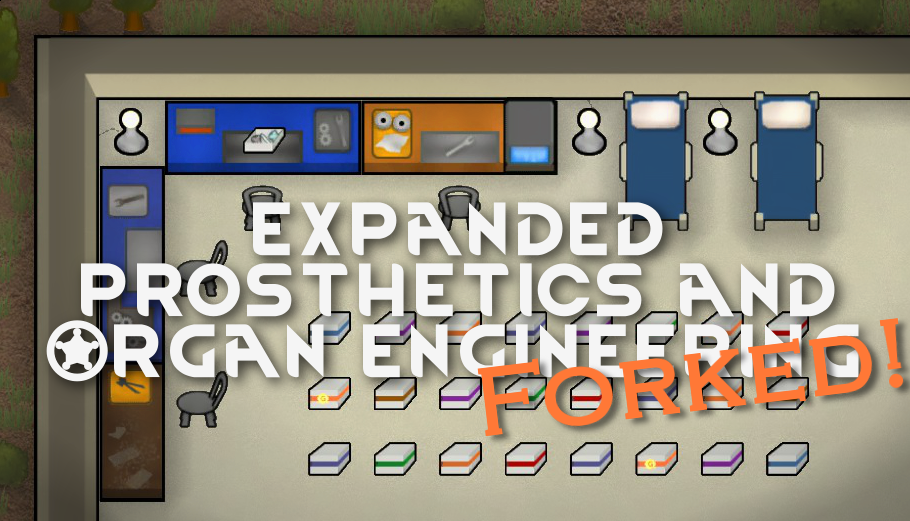 EXPANDED
PROSTHETICS AND
ORGAN ENGINEERING
FORKED!